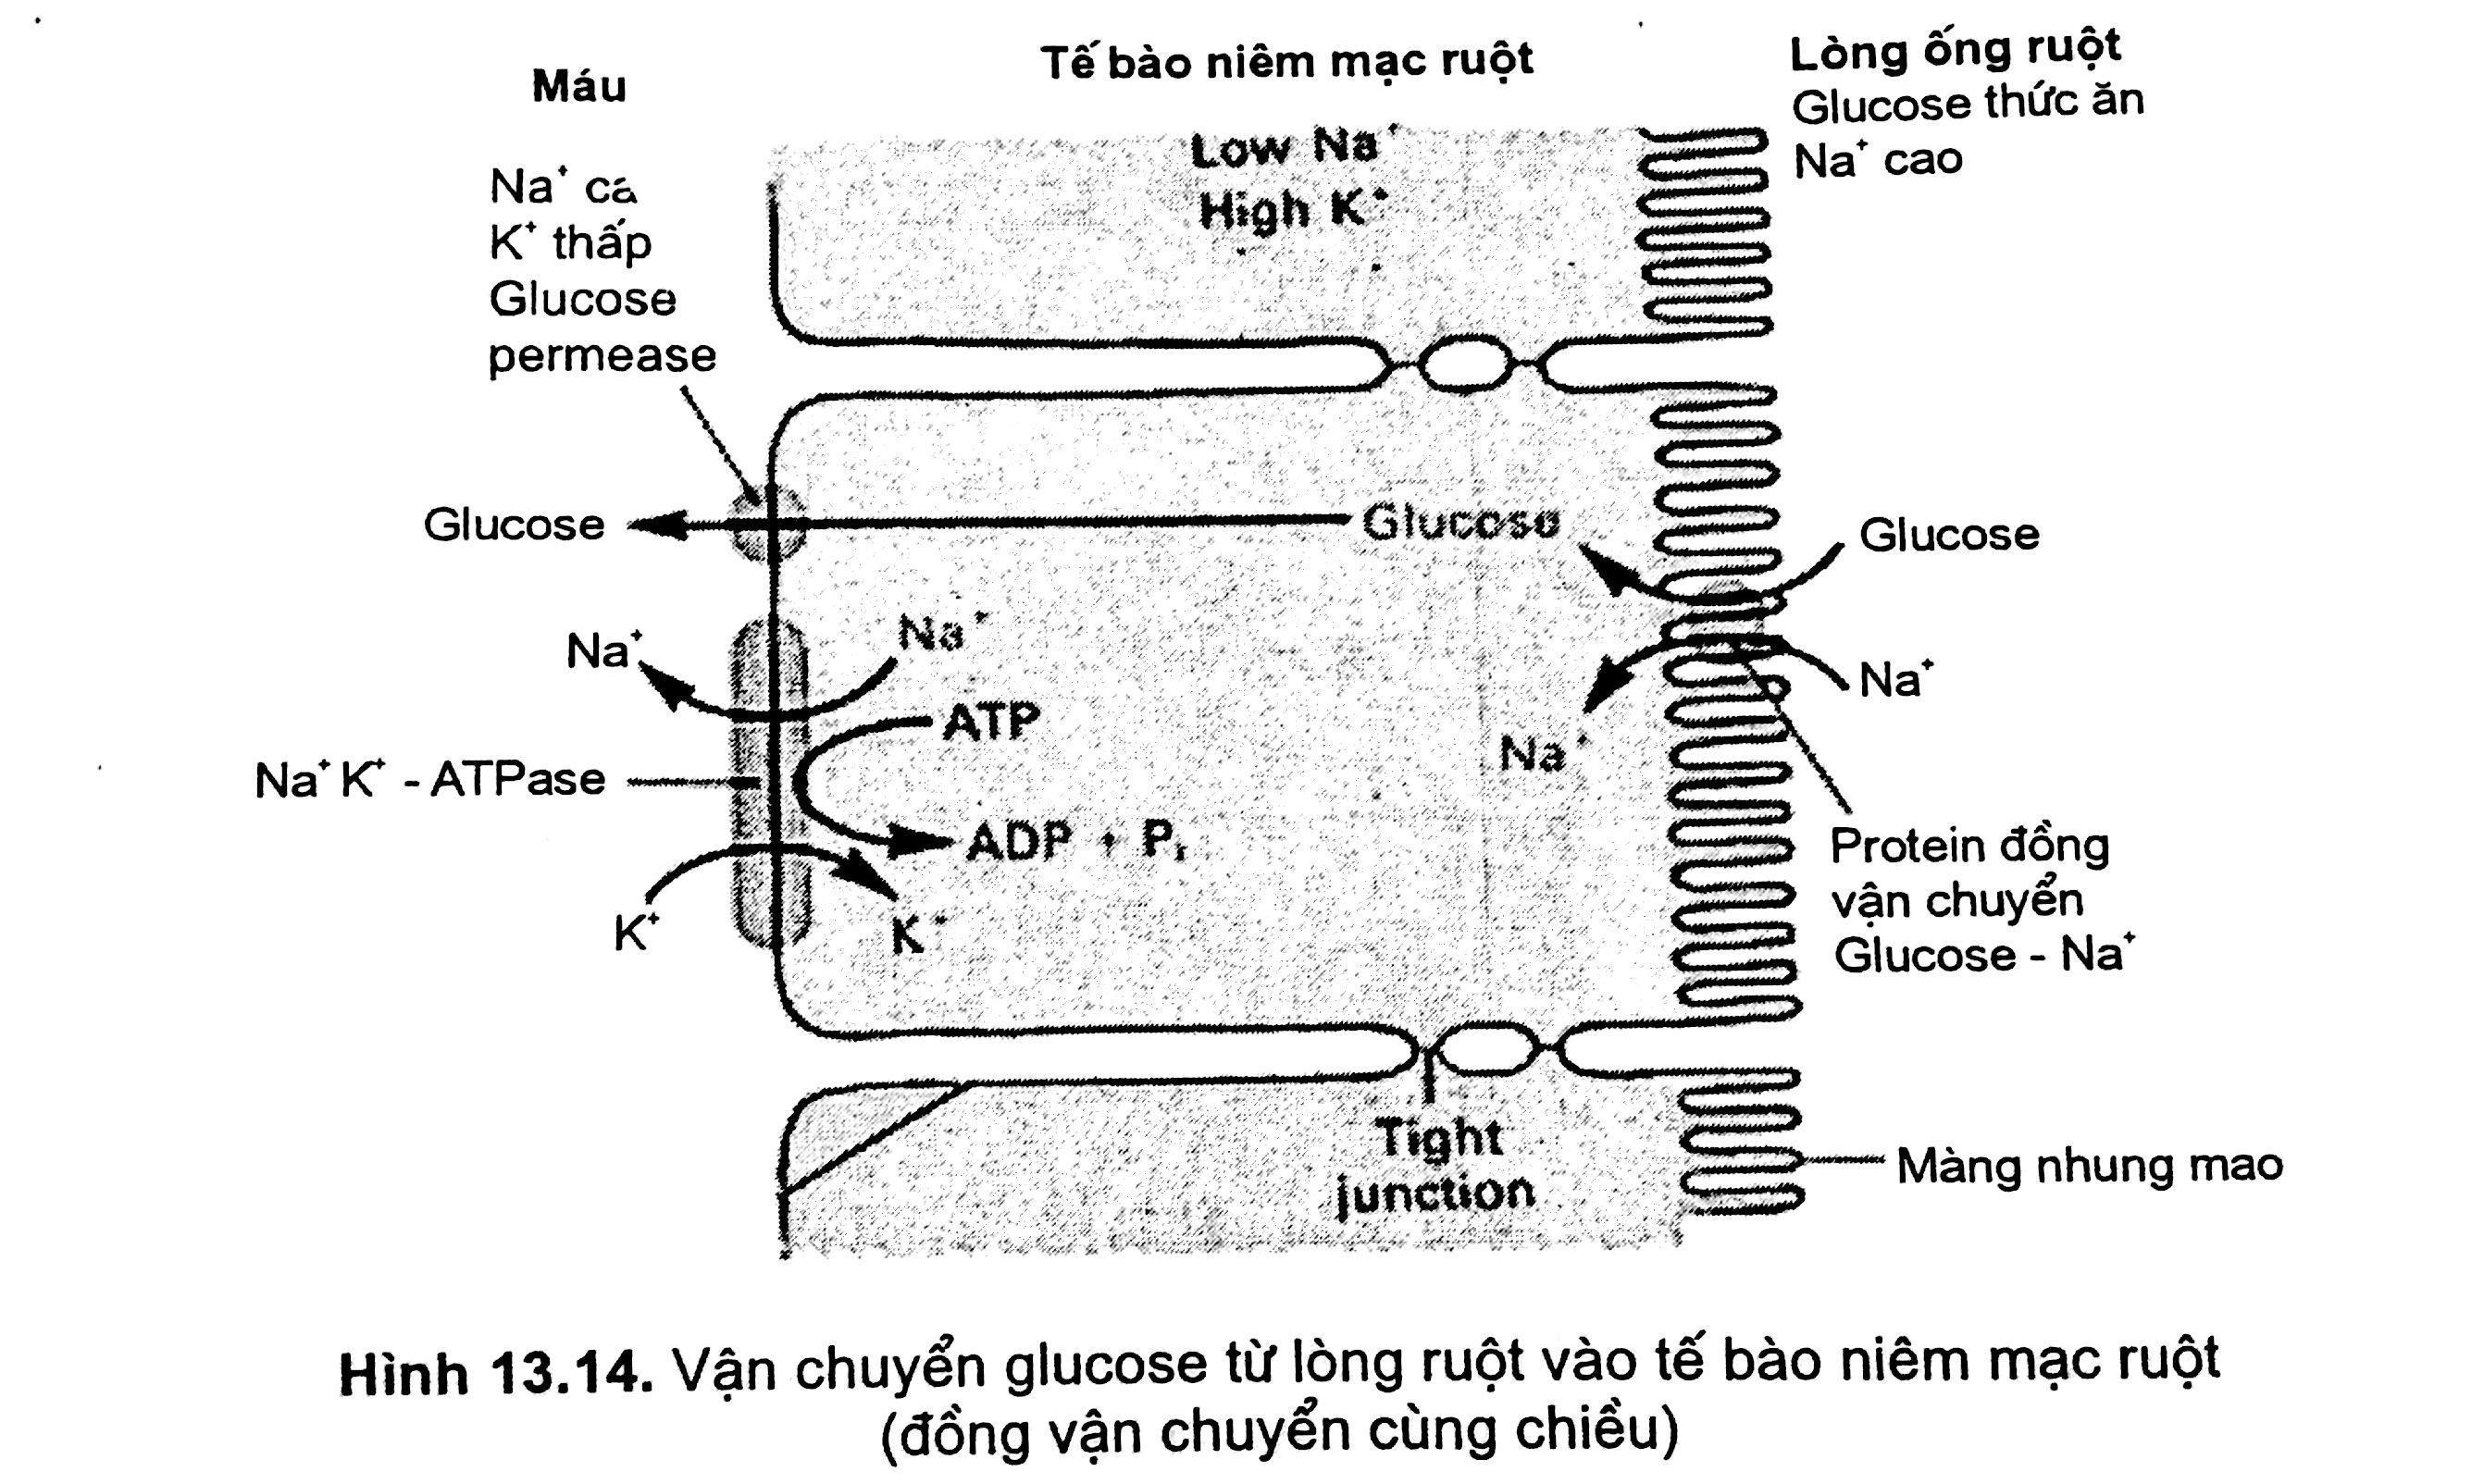 Máu
Tế bào niêm mạc ruột
Lòng ống ruột
Glucose thức ăn
Na⁺ cao
Na⁺ ca
K⁺ thấp
Glucose
permease
Low Na⁺
High K⁺
Glucose
Glucose
Glucose
Na⁺
Na⁺
Na⁺
Na⁺
ATP
Na⁺ K⁺ - ATPase
ADP + Pᵢ
K⁺
K⁺
Protein đồng
vận chuyển
Glucose - Na⁺
Tight
junction
Màng nhung mao
Hình 13.14. Vận chuyển glucose từ lòng ruột vào tế bào niêm mạc ruột
(đồng vận chuyển cùng chiều)